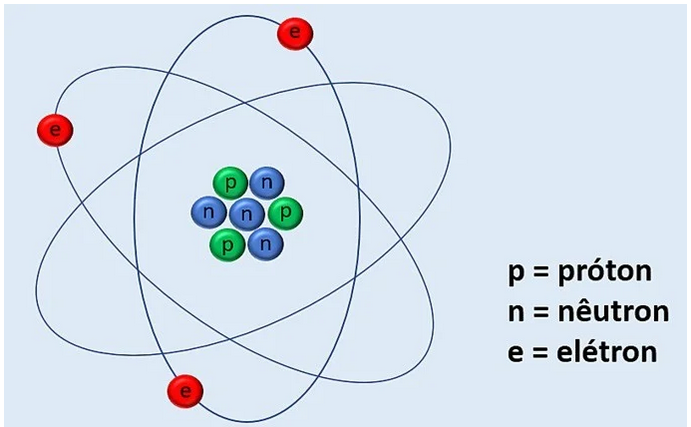 e
e
p n
n n p
p n
p = próton
n = nêutron
e = elétron
e